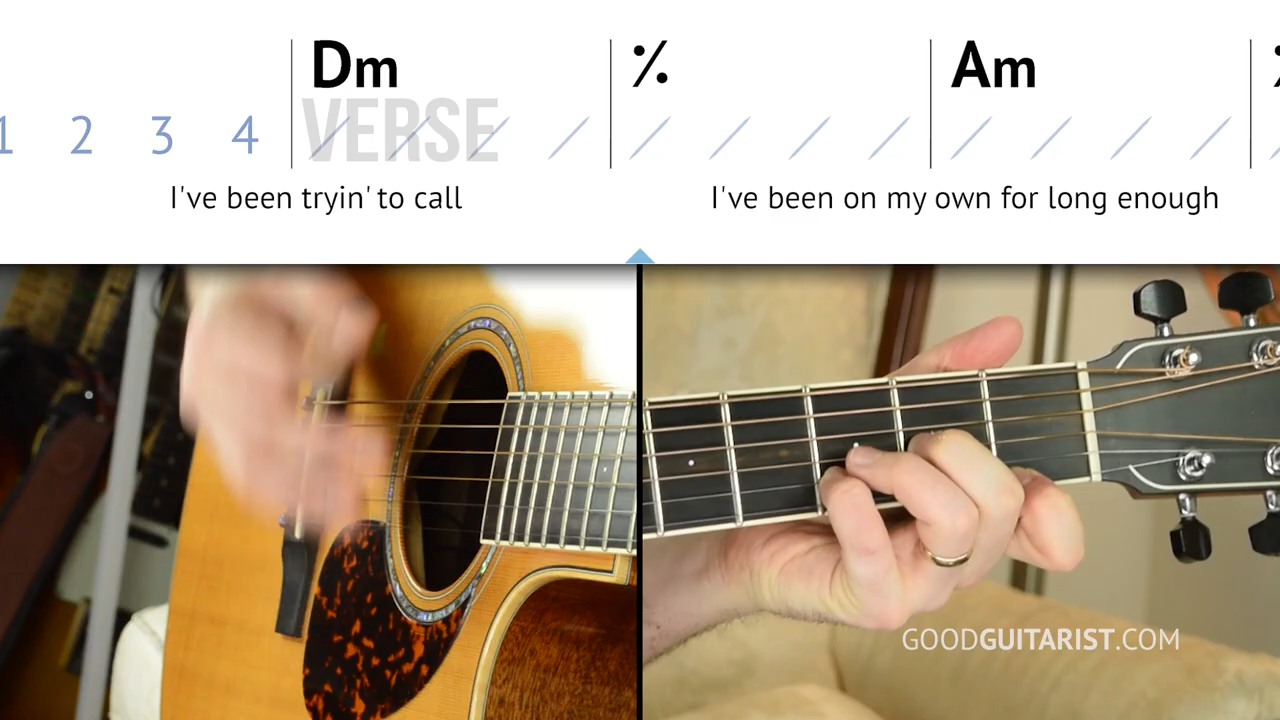 Dm ٪ Am
VERSE
1 2 3 4
I've been tryin' to call I've been on my own for long enough
GOODGUITARIST.COM